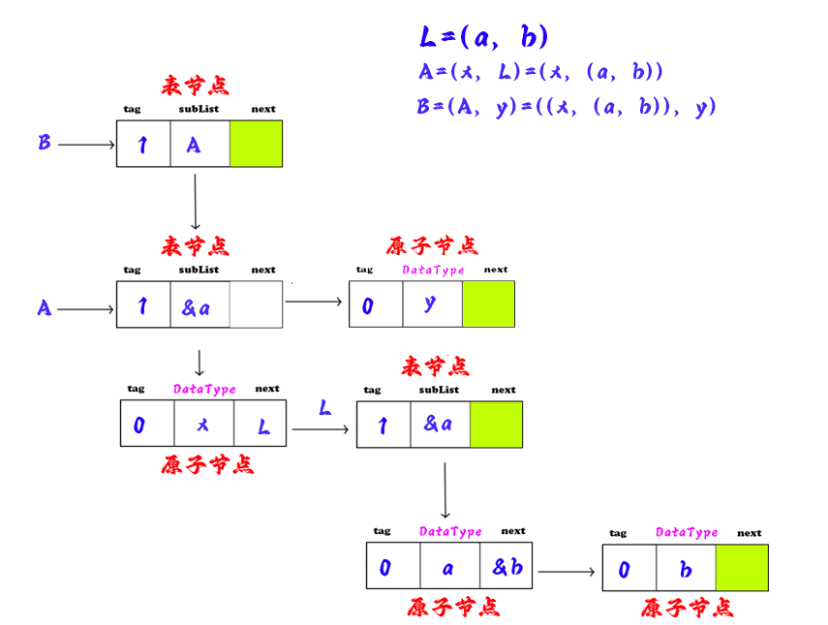 L=(a, b)
A=(x, L)=(x, (a, b))
B=(A, y)=((x, (a, b)), y)
表节点
tag subList next
B 1 A
表节点 原子节点
tag subList next tag DataType next
A 1 &a 0 y
表节点
tag DataType next L tag subList next
0 x L 1 &a
原子节点
tag DataType next tag DataType next
0 a &b 0 b
原子节点 原子节点